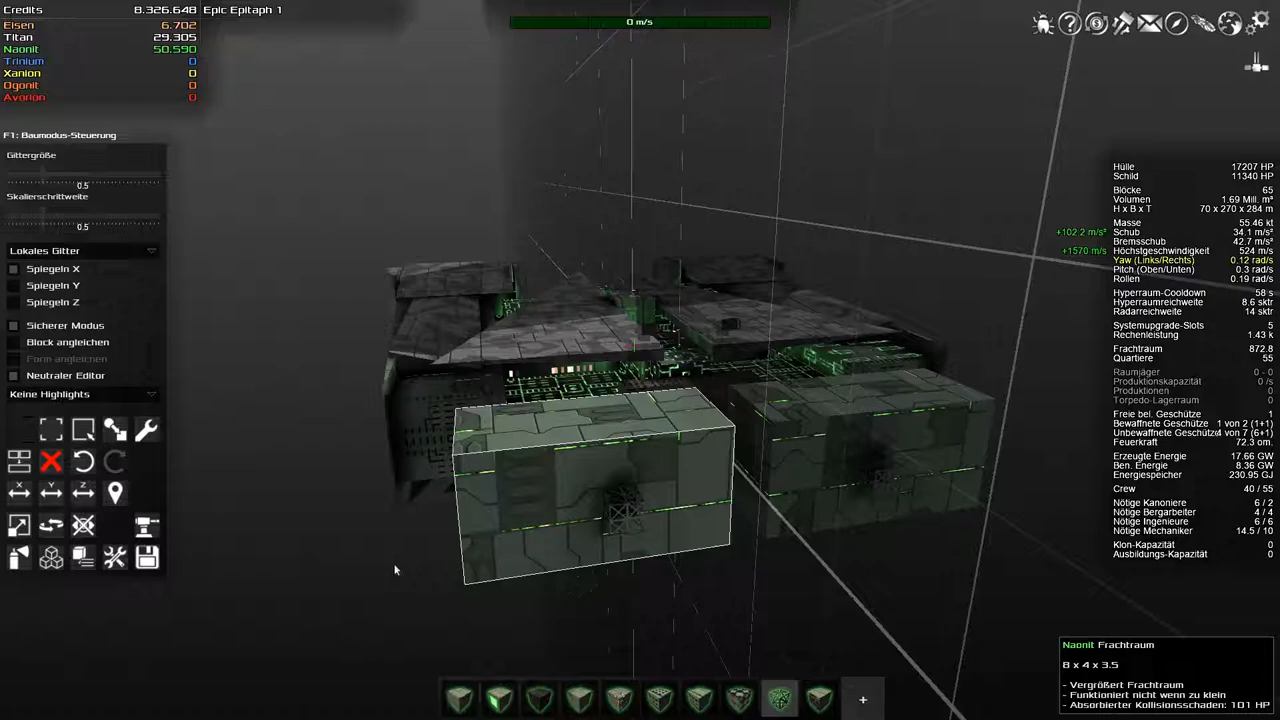 Credits 8.326.648 Epic Epitaph 1
Eisen 6.702
Titan 29.305
Naonit 50.590
Trinium 0
Xanion 0
Ogonit 0
Avorion 0
0 m/s
F1: Baumodus-Steuerung
Gittergröße
0.5
Skalierschrittweite
0.5
Lokales Gitter
Spiegeln X
Spiegeln Y
Spiegeln Z
Sicherer Modus
Block angleichen
Form angleichen
Neutraler Editor
Keine Highlights
X Y Z
Hülle 17207 HP
Schild 11340 HP
Blöcke 65
Volumen 1.69 Mill. m³
H x B x T 70 x 270 x 284 m
Masse 55.46 kt
+102.2 m/s² Schub 34.1 m/s²
Bremsschub 42.7 m/s²
+1570 m/s Höchstgeschwindigkeit 524 m/s
Yaw (Links/Rechts) 0.12 rad/s
Pitch (Oben/Unten) 0.3 rad/s
Rollen 0.19 rad/s
Hyperraum-Cooldown 58 s
Hyperraumreichweite 8.6 sktr
Radarreichweite 14 sktr
Systemupgrade-Slots 5
Rechenleistung 1.43 k
Frachtraum 872.8
Quartiere 55
Raumjäger 0 - 0
Produktionskapazität 0 /s
Produktionen 0
Torpedo-Lagerraum 0
Freie bel. Geschütze 1
Bewaffnete Geschütze 1 von 2 (1+1)
Unbewaffnete Geschütze 4 von 7 (6+1)
Feuerkraft 72.3 om.
Erzeugte Energie 17.66 GW
Ben. Energie 8.36 GW
Energiespeicher 230.95 GJ
Crew 40 / 55
Nötige Kanoniere 6 / 2
Nötige Bergarbeiter 4 / 4
Nötige Ingenieure 6 / 6
Nötige Mechaniker 14.5 / 10
Klon-Kapazität 0
Ausbildungs-Kapazität 0
Naonit Frachtraum
8 x 4 x 3.5
- Vergrößert Frachtraum
- Funktioniert nicht wenn zu klein
- Absorbierter Kollisionsschaden: 101 HP
+